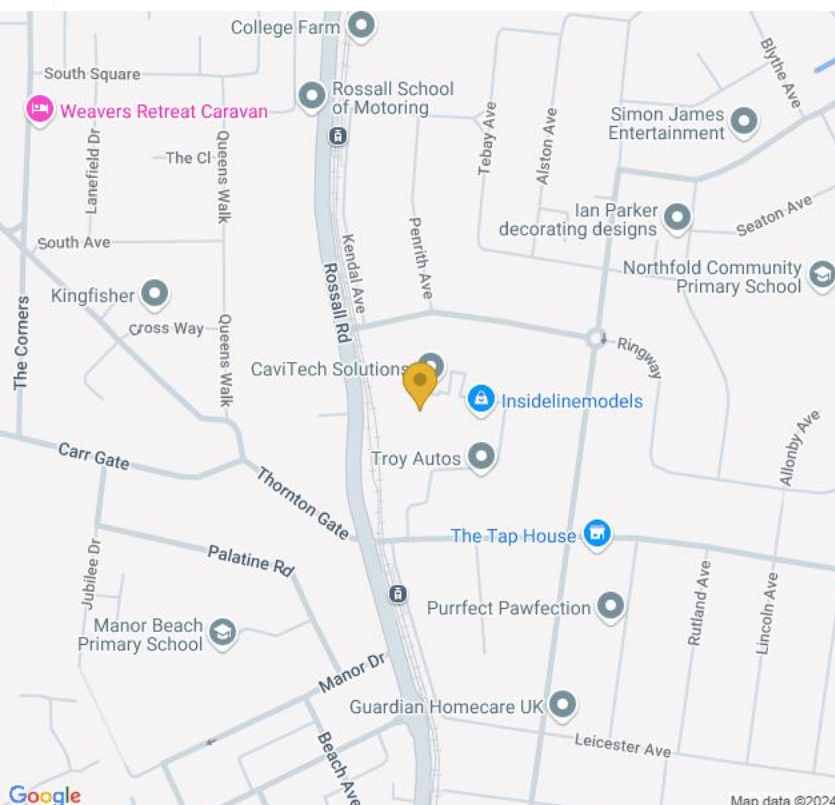 College Farm
South Square
Rossall School
of Motoring
Blythe Ave
Weavers Retreat Caravan
Simon James
Entertainment
Tebay Ave
Alston Ave
Lanefield Dr
The Cl
Queens Walk
Ian Parker
decorating designs
Seaton Ave
South Ave
Kendal Ave
Penrith Ave
Northfold Community
Primary School
Kingfisher
Rossall Rd
Cross Way
The Corners
Queens Walk
Ringway
CaviTech Solutions
Insidelinemodels
Carr Gate
Troy Autos
Allonby Ave
Thornton Gate
The Tap House
Palatine Rd
Jubilee Dr
Purrfect Pawfection
Rutland Ave
Lincoln Ave
Manor Beach
Primary School
Manor Dr
Guardian Homecare UK
Beach Ave
Leicester Ave
Google
Map data ©2024